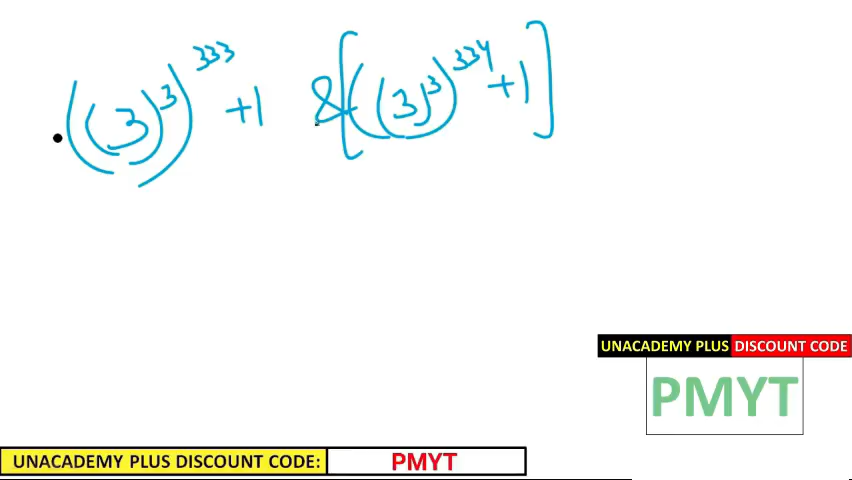 ((3)^3)^333 +1 & [((3)^3)^334 +1]
UNACADEMY PLUS DISCOUNT CODE
PMYT
UNACADEMY PLUS DISCOUNT CODE: PMYT